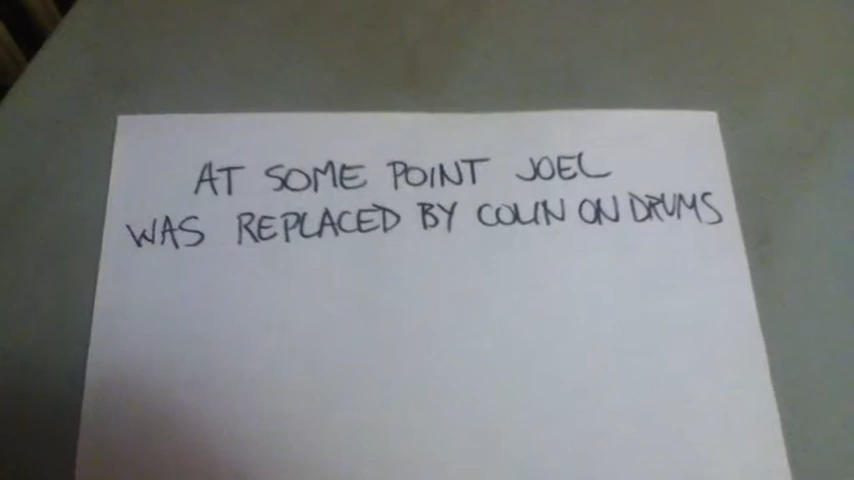 AT SOME POINT JOEL
WAS REPLACED BY COLIN ON DRUMS